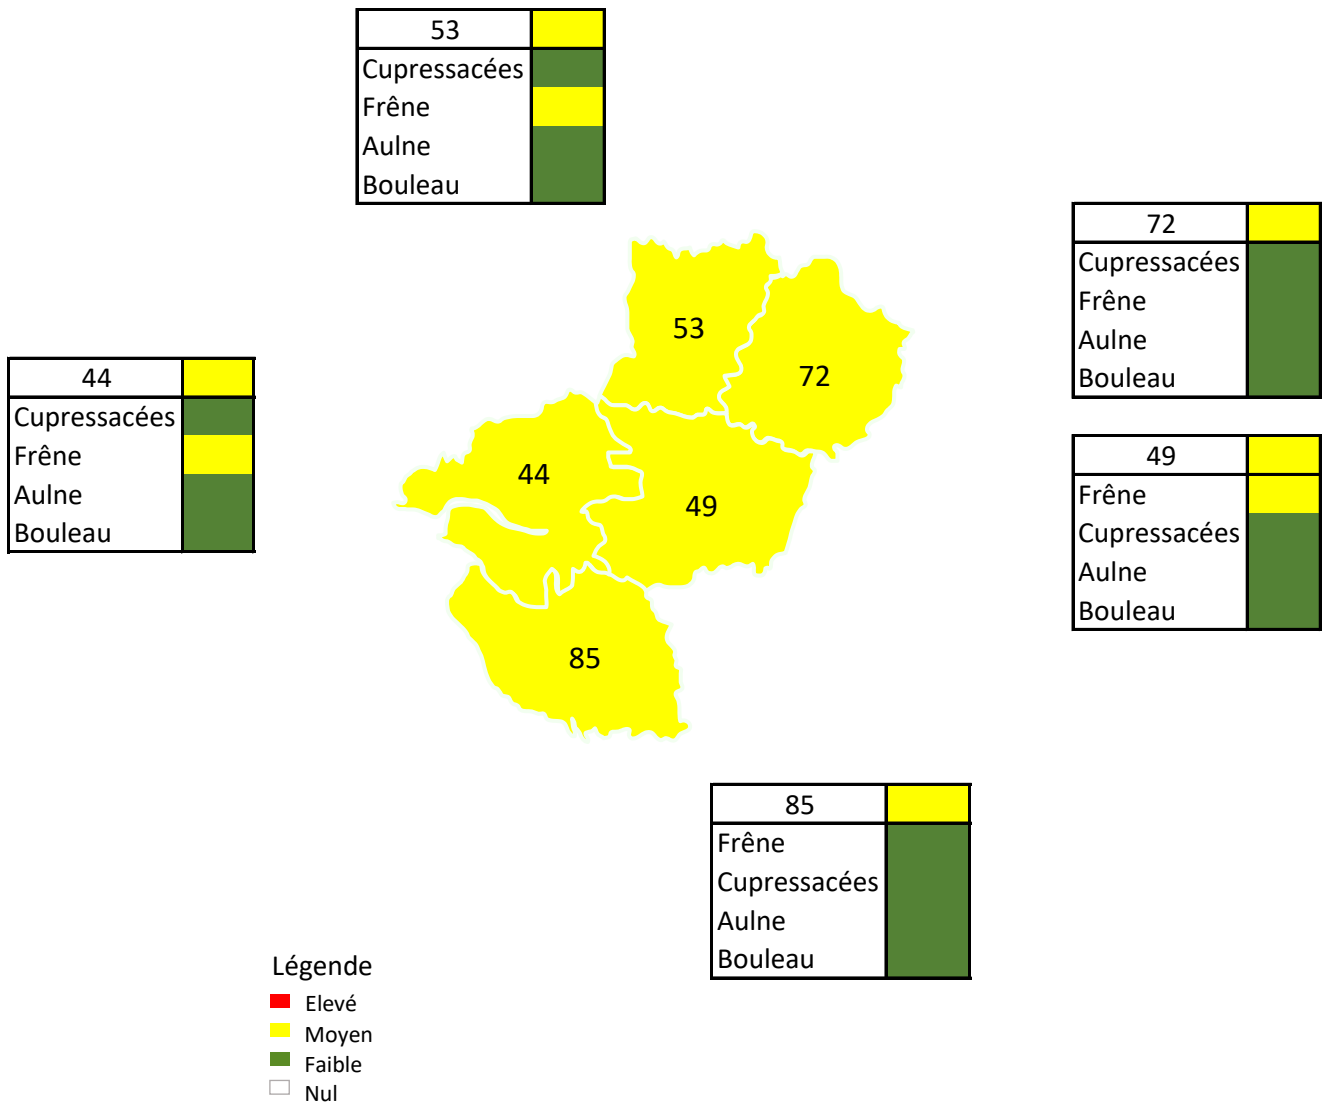 53
Cupressacées
Frêne
Aulne
Bouleau
72
Cupressacées
Frêne
Aulne
Bouleau
44
Cupressacées
Frêne
Aulne
Bouleau
49
Frêne
Cupressacées
Aulne
Bouleau
53
72
44
49
85
85
Frêne
Cupressacées
Aulne
Bouleau
Légende
Elevé
Moyen
Faible
Nul